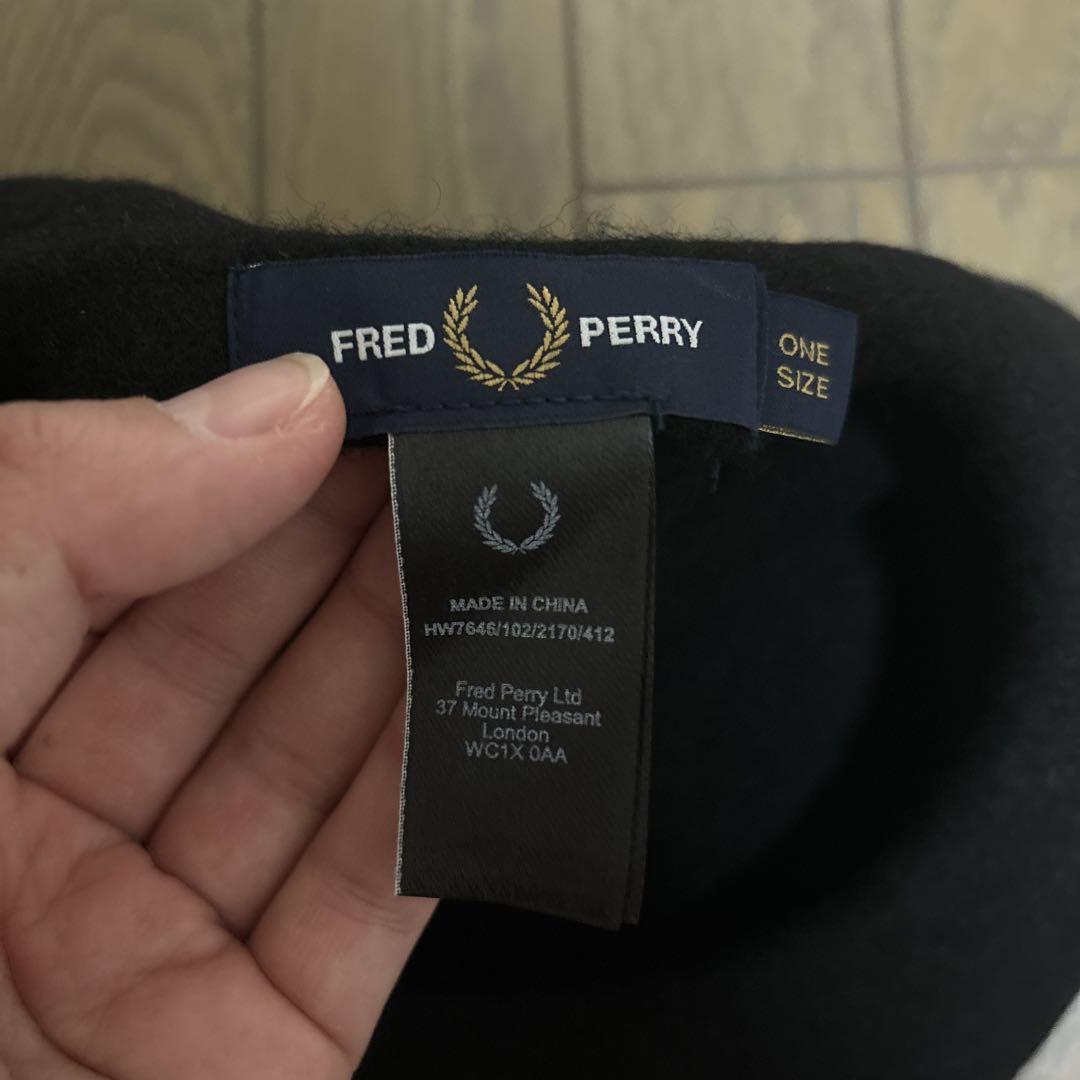 FRED PERRY
ONE
SIZE
MADE IN CHINA
HW7646/102/2170/412
Fred Perry Ltd
37 Mount Pleasant
London
WC1X 0AA